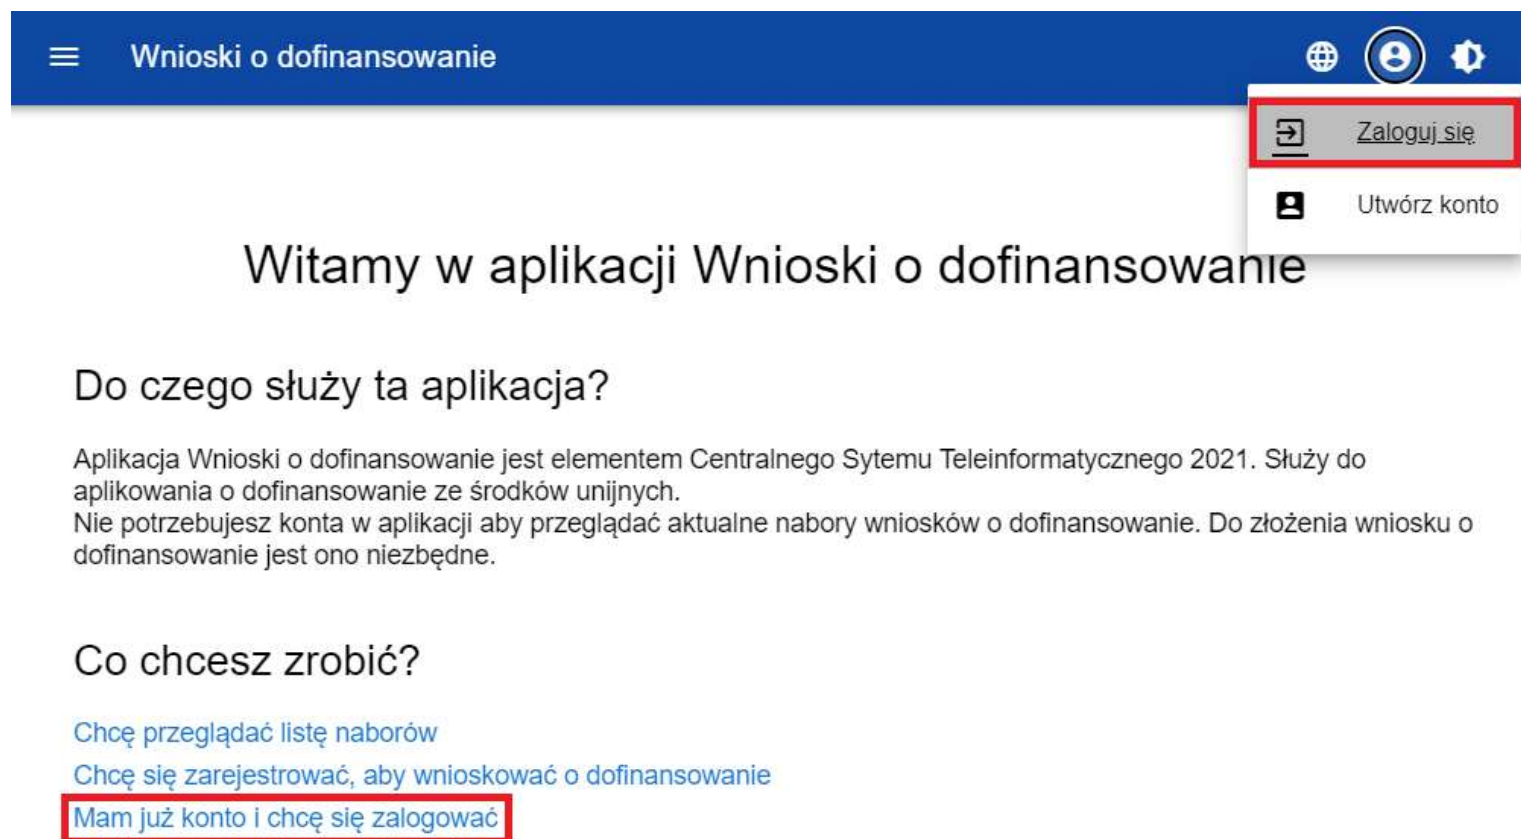 Wnioski o dofinansowanie
Zaloguj się
Utwórz konto
Witamy w aplikacji Wnioski o dofinansowanie
Do czego służy ta aplikacja?
Aplikacja Wnioski o dofinansowanie jest elementem Centralnego Sytemu Teleinformatycznego 2021. Służy do
aplikowania o dofinansowanie ze środków unijnych.
Nie potrzebujesz konta w aplikacji aby przeglądać aktualne nabory wniosków o dofinansowanie. Do złożenia wniosku o
dofinansowanie jest ono niezbędne.
Co chcesz zrobić?
Chcę przeglądać listę naborów
Chcę się zarejestrować, aby wnioskować o dofinansowanie
Mam już konto i chcę się zalogować